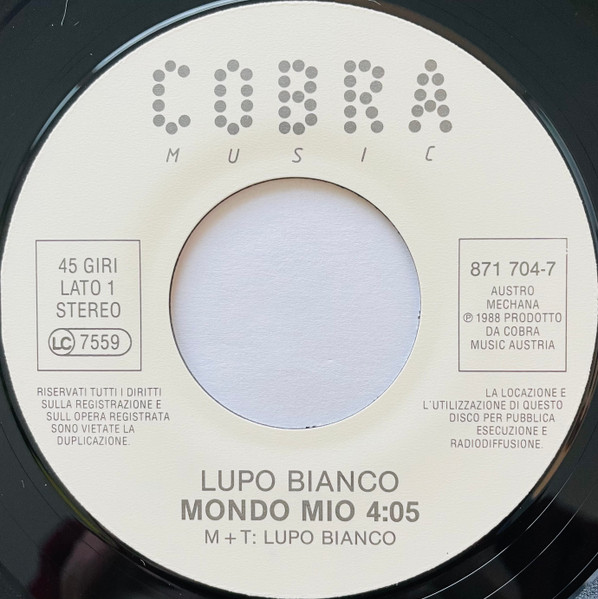 COBRA
MUSIC
45 GIRI
LATO 1
STEREO
LC 7559
871 704-7
AUSTRO
MECHANA
℗ 1988 PRODOTTO
DA COBRA
MUSIC AUSTRIA
RISERVATI TUTTI I DIRITTI
SULLA REGISTRAZIONE E
SULL OPERA REGISTRATA
SONO VIETATE LA
DUPLICAZIONE.
LA LOCAZIONE E
L'UTILIZZAZIONE DI QUESTO
DISCO PER PUBBLICA
ESECUZIONE E
RADIODIFFUSIONE.
LUPO BIANCO
MONDO MIO 4:05
M + T: LUPO BIANCO